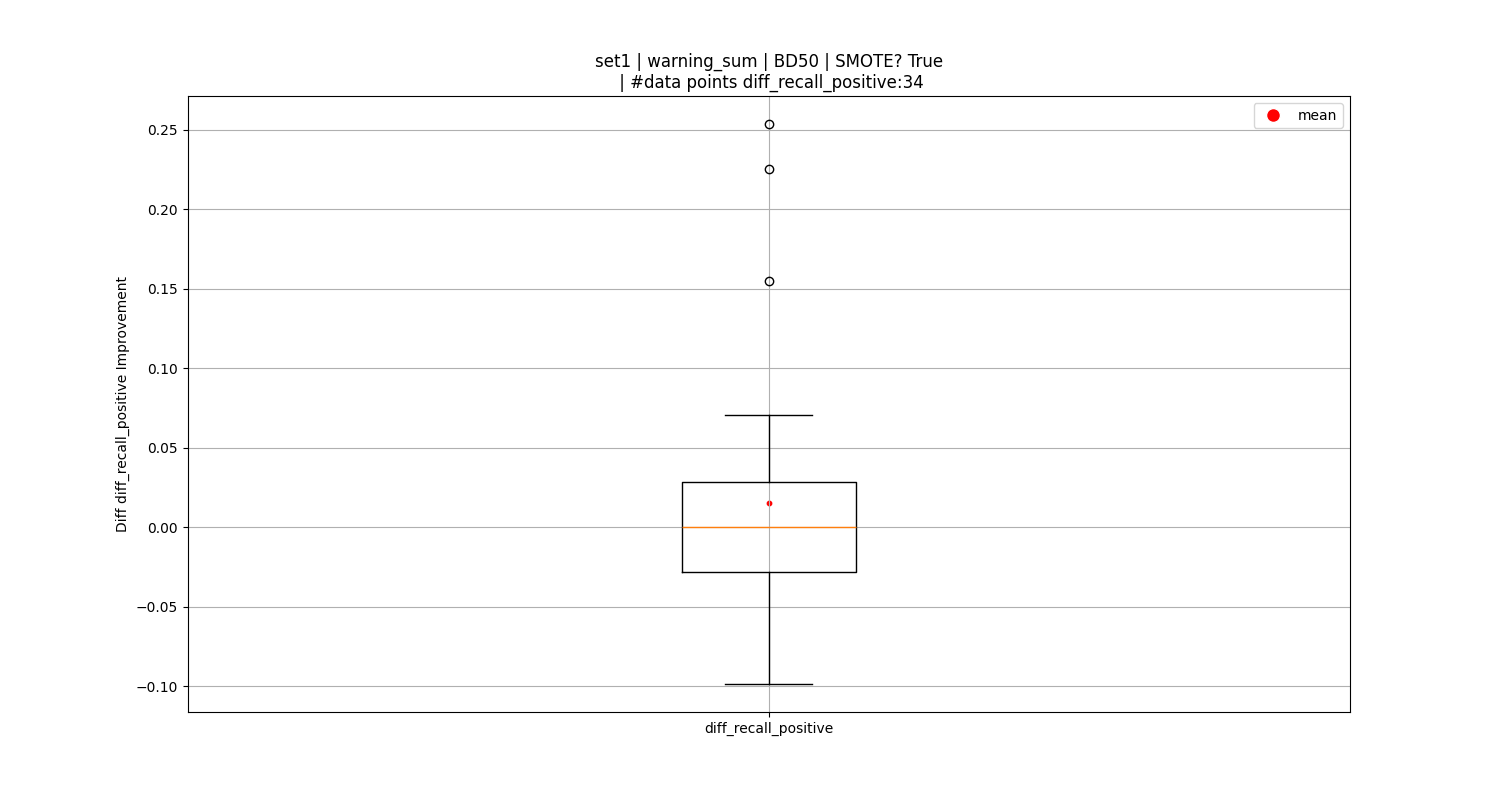 set1 | warning_sum | BD50 | SMOTE? True
| #data points diff_recall_positive:34
mean
0.25
0.20
0.15
0.10
0.05
0.00
−0.05
−0.10
Diff diff_recall_positive Improvement
diff_recall_positive